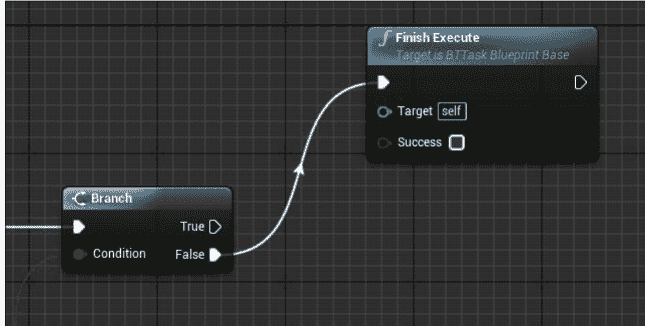 Finish Execute
Target is BTTask Blueprint Base
Target self
Success
Branch
True
Condition False